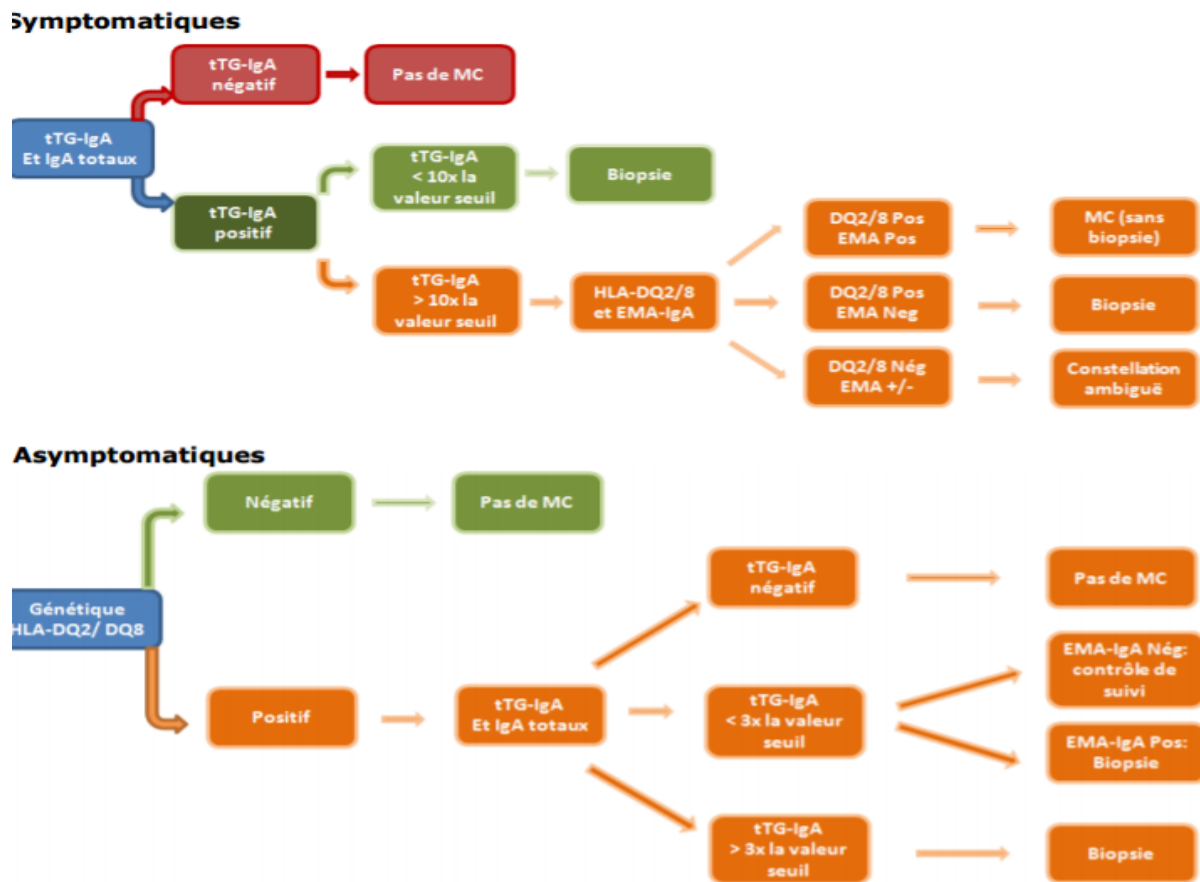 Symptomatiques
tTG-IgA
négatif
Pas de MC
tTG-IgA
Et IgA totaux
tTG-IgA
< 10x la
valeur seuil
Biopsie
tTG-IgA
positif
DQ2/8 Pos
EMA Pos
MC (sans
biopsie)
tTG-IgA
> 10x la
valeur seuil
HLA-DQ2/8
et EMA-IgA
DQ2/8 Pos
EMA Neg
Biopsie
DQ2/8 Nég
EMA +/-
Constellation
ambiguë
Asymptomatiques
Négatif
Pas de MC
tTG-IgA
négatif
Pas de MC
Génétique
HLA-DQ2/ DQ8
EMA-IgA Nég:
contrôle de
suivi
Positif
tTG-IgA
Et IgA totaux
tTG-IgA
< 3x la valeur
seuil
EMA-IgA Pos:
Biopsie
tTG-IgA
> 3x la valeur
seuil
Biopsie